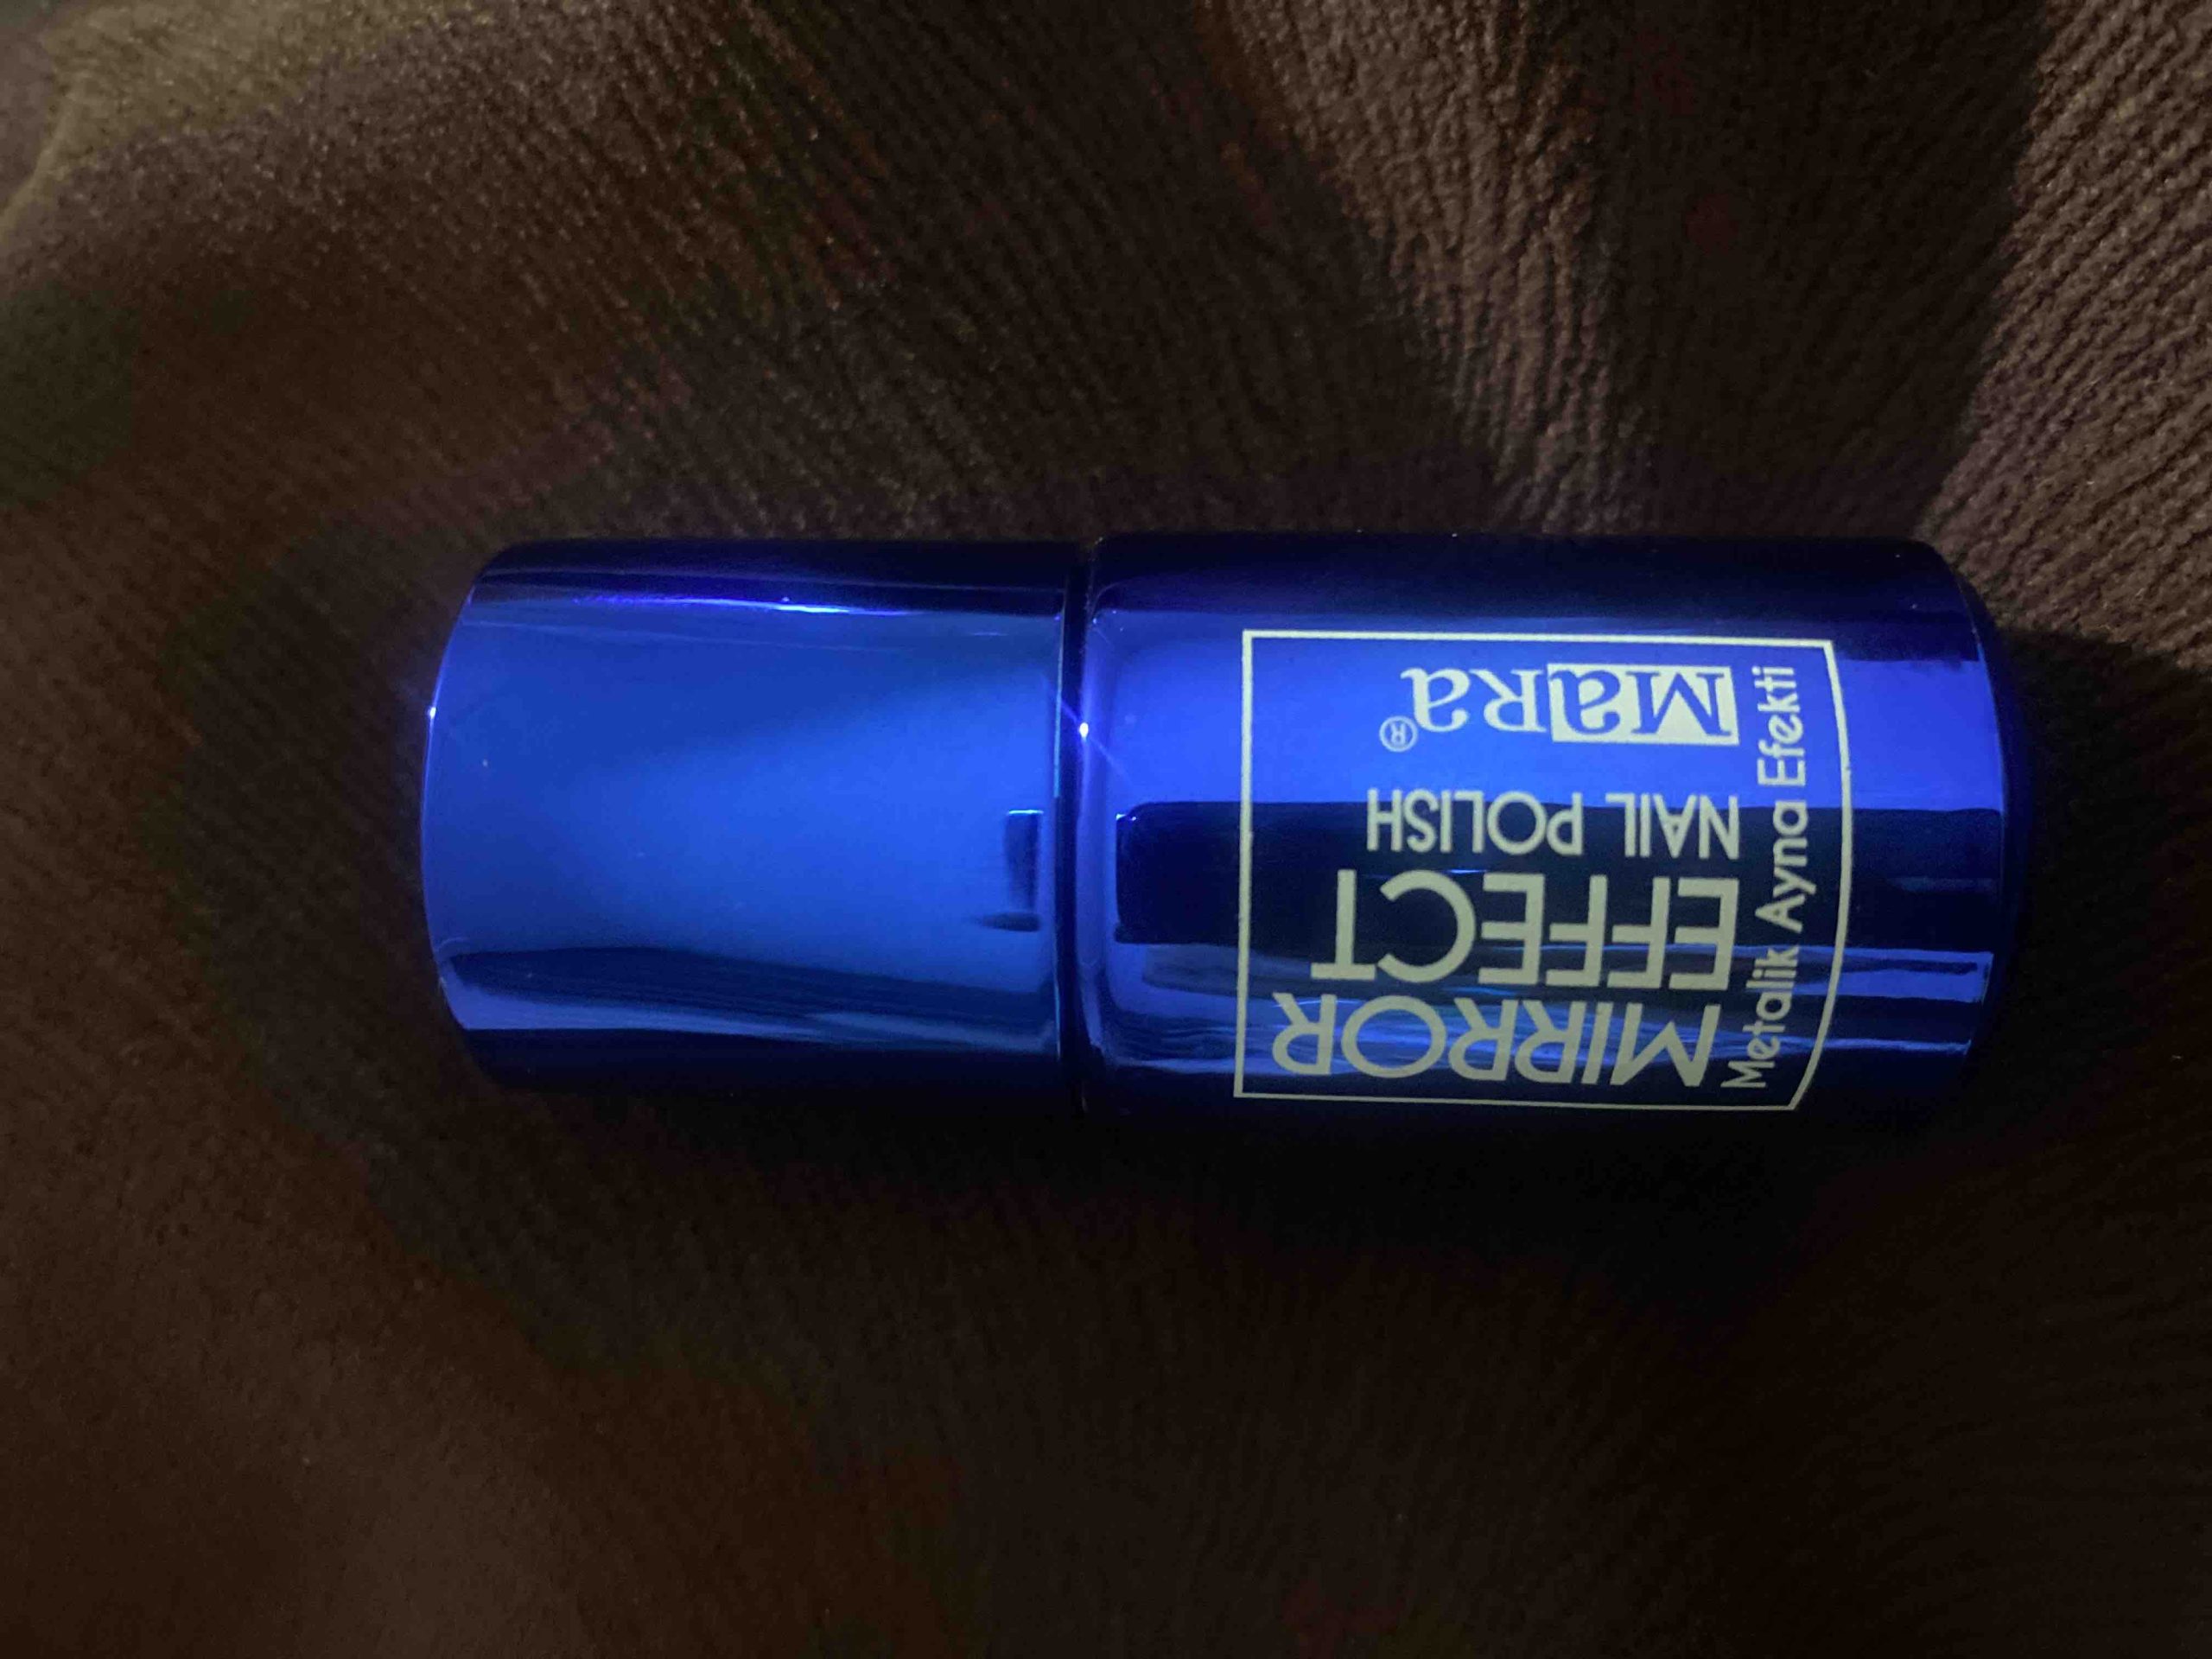 MaRa®
NAIL POLISH
EFFECT
MIRROR
Metalik Ayna Efekti